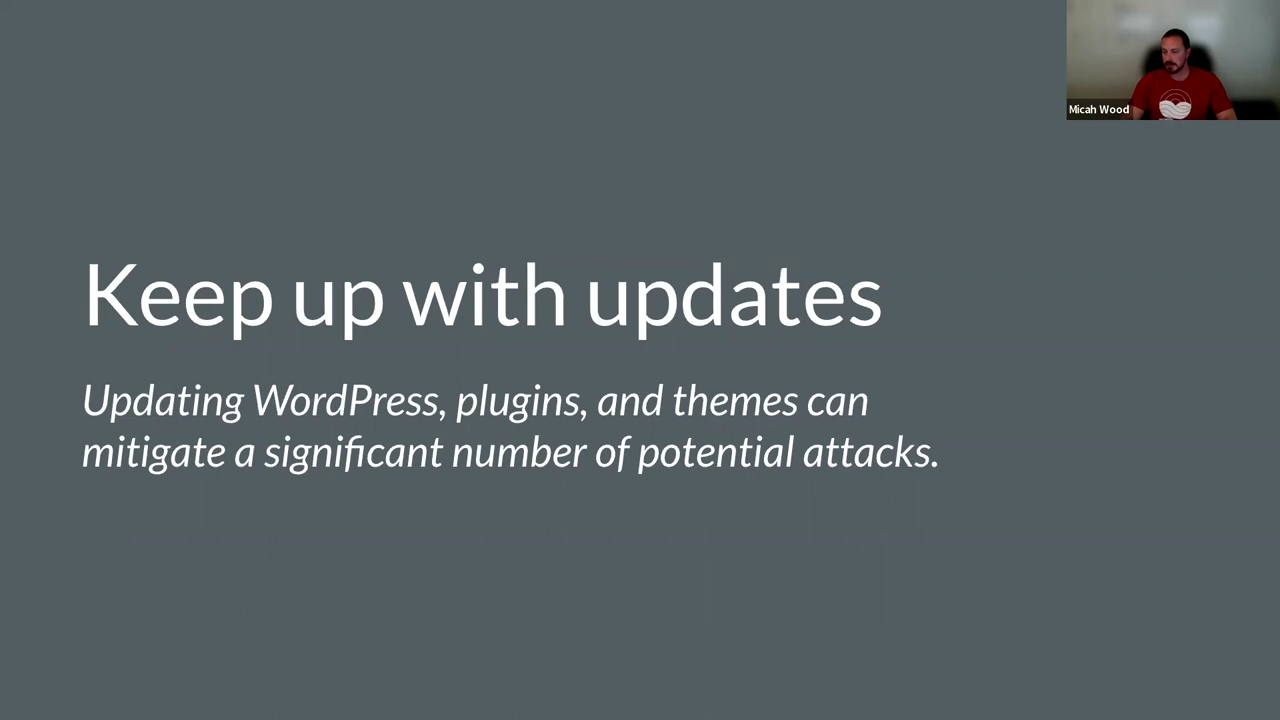 Micah Wood
Keep up with updates
Updating WordPress, plugins, and themes can
mitigate a significant number of potential attacks.